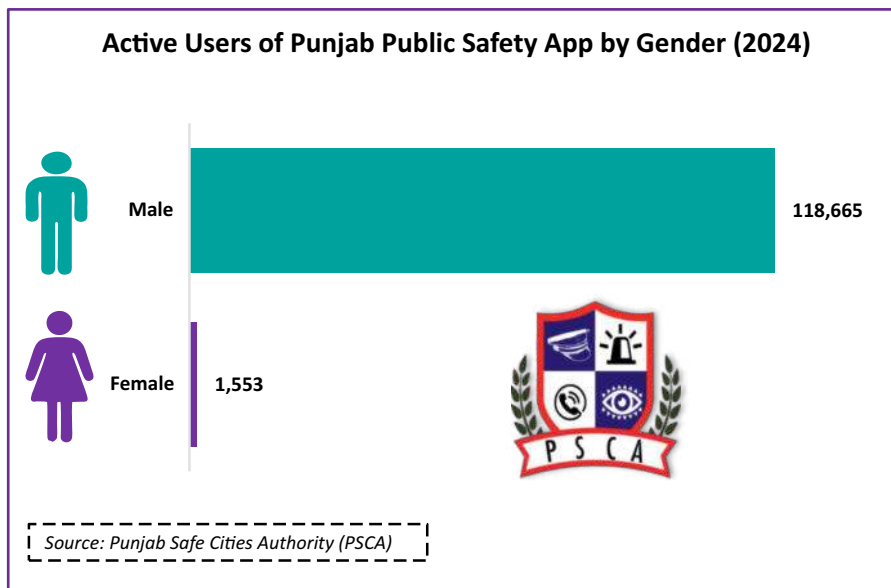 Active Users of Punjab Public Safety App by Gender (2024)
Male
118,665
Female
1,553
PSCA
Source: Punjab Safe Cities Authority (PSCA)